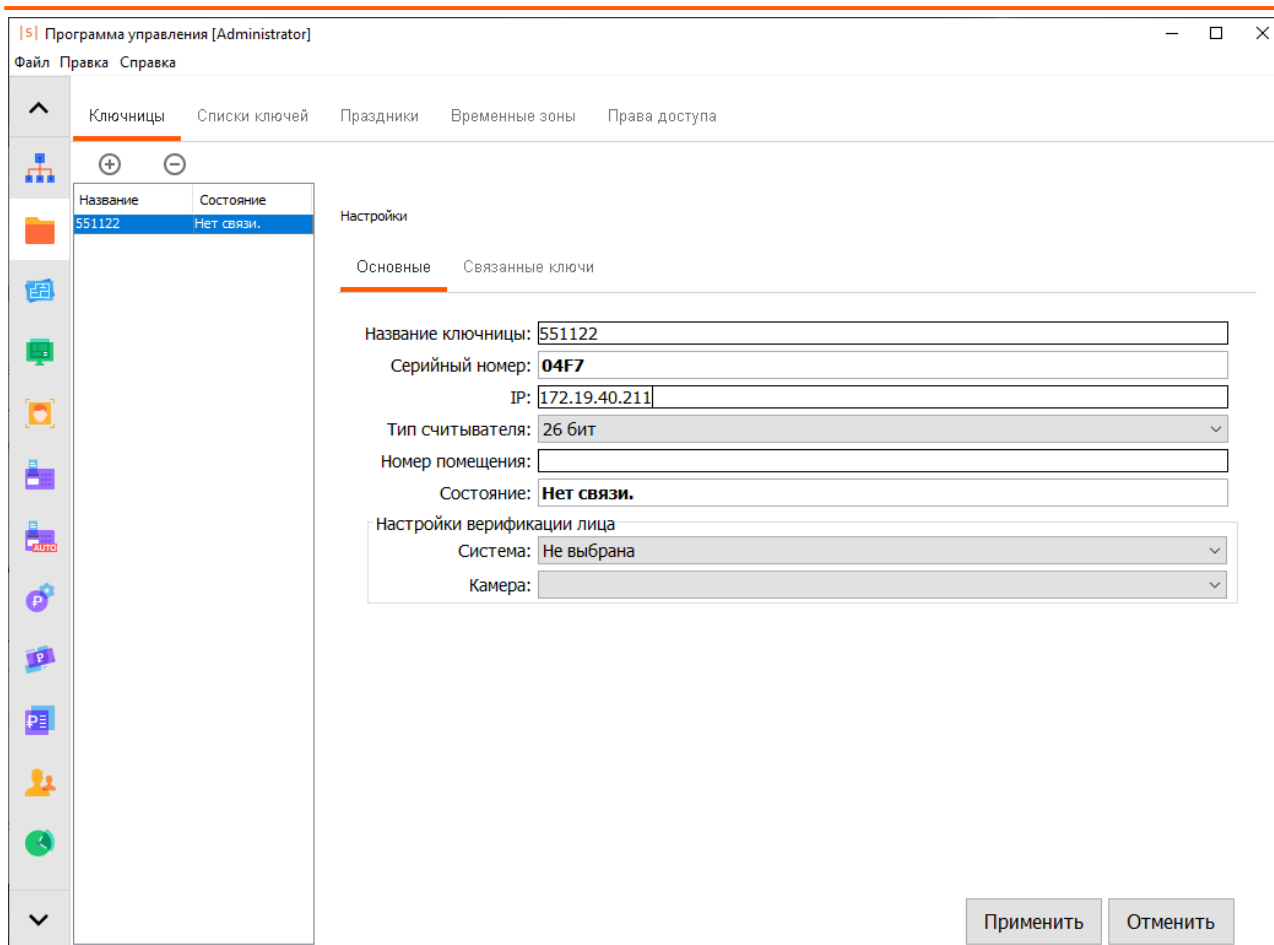 |S| Программа управления [Administrator]
Файл Правка Справка
Ключницы Списки ключей Праздники Временные зоны Права доступа
Название Состояние
551122 Нет связи.
Настройки
Основные Связанные ключи
Название ключницы: 551122
Серийный номер: 04F7
IP: 172.19.40.211
Тип считывателя: 26 бит
Номер помещения:
Состояние: Нет связи.
Настройки верификации лица
Система: Не выбрана
Камера:
AUTO
₽
₽
₽
Применить Отменить